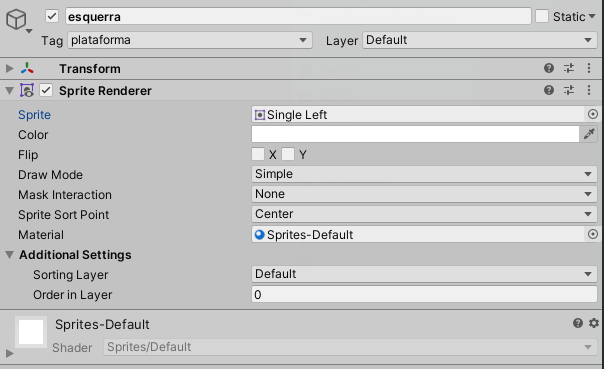 esquerra Static
Tag plataforma Layer Default
Transform
Sprite Renderer
Sprite Single Left
Color
Flip X Y
Draw Mode Simple
Mask Interaction None
Sprite Sort Point Center
Material Sprites-Default
Additional Settings
Sorting Layer Default
Order in Layer 0
Sprites-Default
Shader Sprites/Default